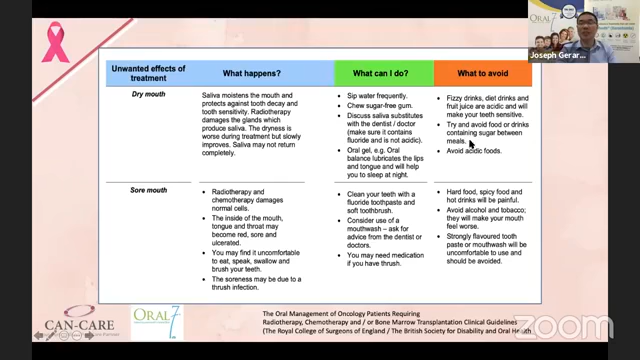 Unwanted effects of
treatment
What happens?
What can I do?
What to avoid
Dry mouth
Saliva moistens the mouth and
protects against tooth decay and
tooth sensitivity. Radiotherapy
damages the glands which
produce saliva. The dryness is
worse during treatment but slowly
improves. Saliva may not return
completely.
• Sip water frequently.
• Chew sugar-free gum.
• Discuss saliva substitutes
with the dentist / doctor
(make sure it contains
fluoride and is not acidic).
• Oral gel, e.g. Oral
balance lubricates the lips
and tongue and will help
you to sleep at night.
• Fizzy drinks, diet drinks and
fruit juice are acidic and will
make your teeth sensitive.
• Try and avoid food or drinks
containing sugar between
meals.
• Avoid acidic foods.
Sore mouth
• Radiotherapy and
chemotherapy damages
normal cells.
• The inside of the mouth,
tongue and throat may
become red, sore and
ulcerated.
• You may find it uncomfortable
to eat, speak, swallow and
brush your teeth.
• The soreness may be due to a
thrush infection.
• Clean your teeth with a
fluoride toothpaste and
soft toothbrush.
• Consider use of a
mouthwash – ask for
advice from the dentist or
doctors.
• You may need medication
if you have thrush.
• Hard food, spicy food and
hot drinks will be painful.
• Avoid alcohol and tobacco;
they will make your mouth
feel worse.
• Strongly flavoured tooth
paste or mouthwash will be
uncomfortable to use and
should be avoided.
CAN-CARE
ORAL 7
The Oral Management of Oncology Patients Requiring
Radiotherapy, Chemotherapy and / or Bone Marrow Transplantation Clinical Guidelines
(The Royal College of Surgeons of England / The British Society for Disability and Oral Health
zoom
ORAL 7
Joseph Gerar...